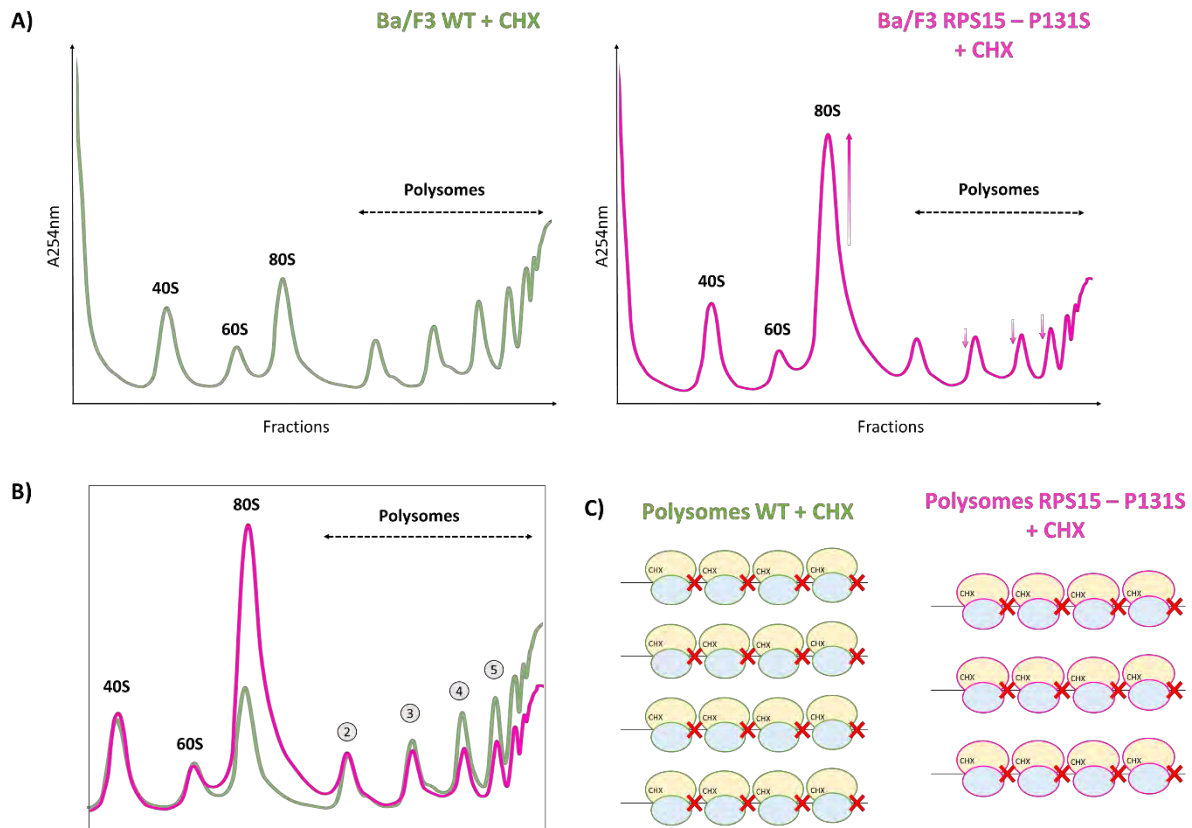 A)
Ba/F3 WT + CHX
A254nm
40S
60S
80S
Polysomes
Fractions
Ba/F3 RPS15 – P131S
+ CHX
40S
60S
80S
Polysomes
Fractions
B)
40S
60S
80S
Polysomes
2
3
4
5
C)
Polysomes WT + CHX
CHX CHX CHX CHX
CHX CHX CHX CHX
CHX CHX CHX CHX
CHX CHX CHX CHX
Polysomes RPS15 – P131S
+ CHX
CHX CHX CHX CHX
CHX CHX CHX CHX
CHX CHX CHX CHX